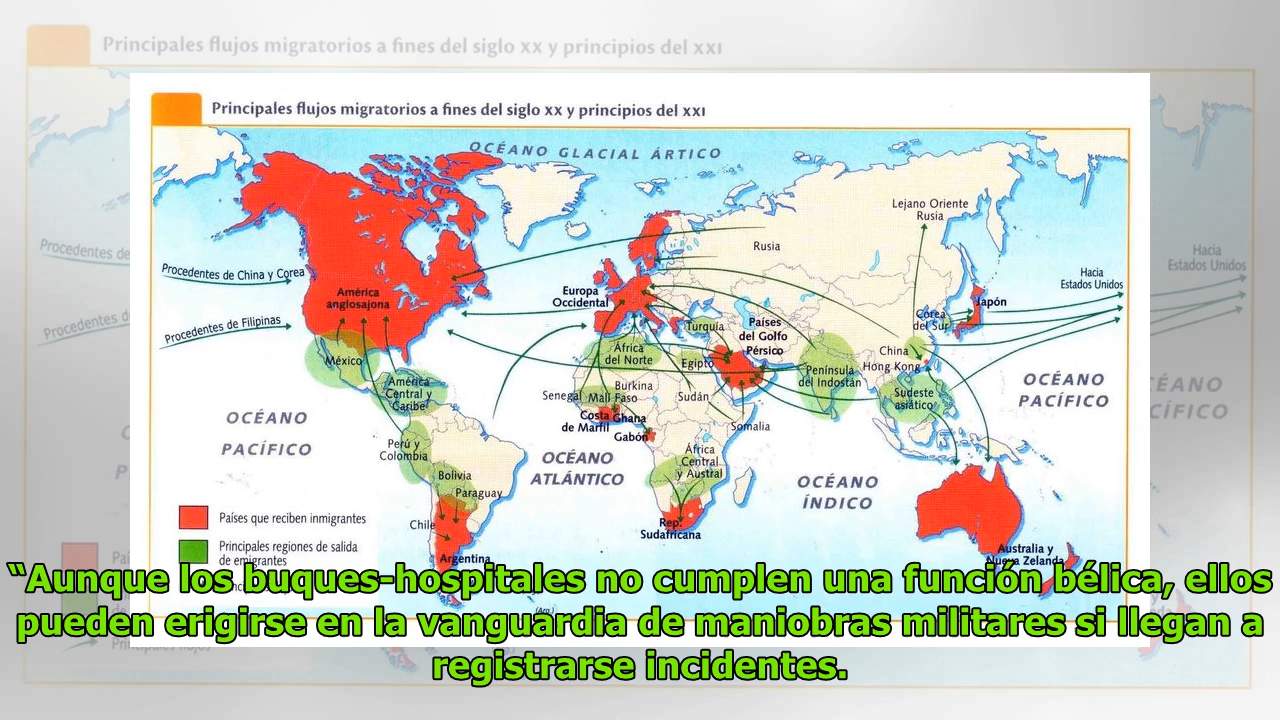 Principales flujos migratorios a fines del siglo XX y principios del XXI
Principales flujos migratorios a fines del siglo XX y principios del XXI
OCÉANO GLACIAL ÁRTICO
Lejano Oriente
Rusia
Rusia
Procedentes de
Procedentes de China y Corea
Hacia
Estados Unidos
Hacia
Estados Unidos
América
anglosajona
Europa
Occidental
Japón
Corea
del Sur
Procedentes de
Procedentes de Filipinas
Turquía
Países
del Golfo
Pérsico
México
África
del Norte
Egipto
China
Hong Kong
Península
del Indostán
América
Central y
Caribe
Senegal
Malí
Burkina
Faso
Sudán
Sudeste
asiático
OCÉANO
PACÍFICO
OCÉANO
PACÍFICO
Costa
de Marfil
Ghana
Gabón
Somalia
Perú y
Colombia
OCÉANO
ATLÁNTICO
África
Central
y Austral
OCÉANO
ÍNDICO
Bolivia
Paraguay
Chile
Argentina
Rep.
Sudafricana
Australia y
Nueva Zelanda
Países que reciben inmigrantes
Principales regiones de salida
de emigrantes
(Arg.)
“Aunque los buques-hospitales no cumplen una función bélica, ellos
pueden erigirse en la vanguardia de maniobras militares si llegan a
registrarse incidentes.